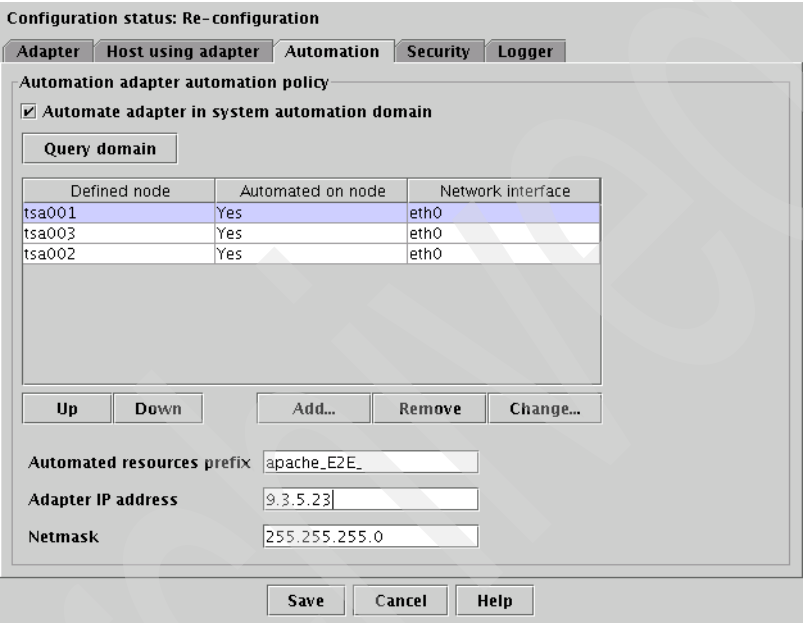 Configuration status: Re-configuration
Adapter Host using adapter Automation Security Logger
Automation adapter automation policy
Automate adapter in system automation domain
Query domain
Defined node Automated on node Network interface
tsa001 Yes eth0
tsa003 Yes eth0
tsa002 Yes eth0
Up Down Add... Remove Change...
Automated resources prefix apache_E2E_
Adapter IP address 9.3.5.23
Netmask 255.255.255.0
Save Cancel Help